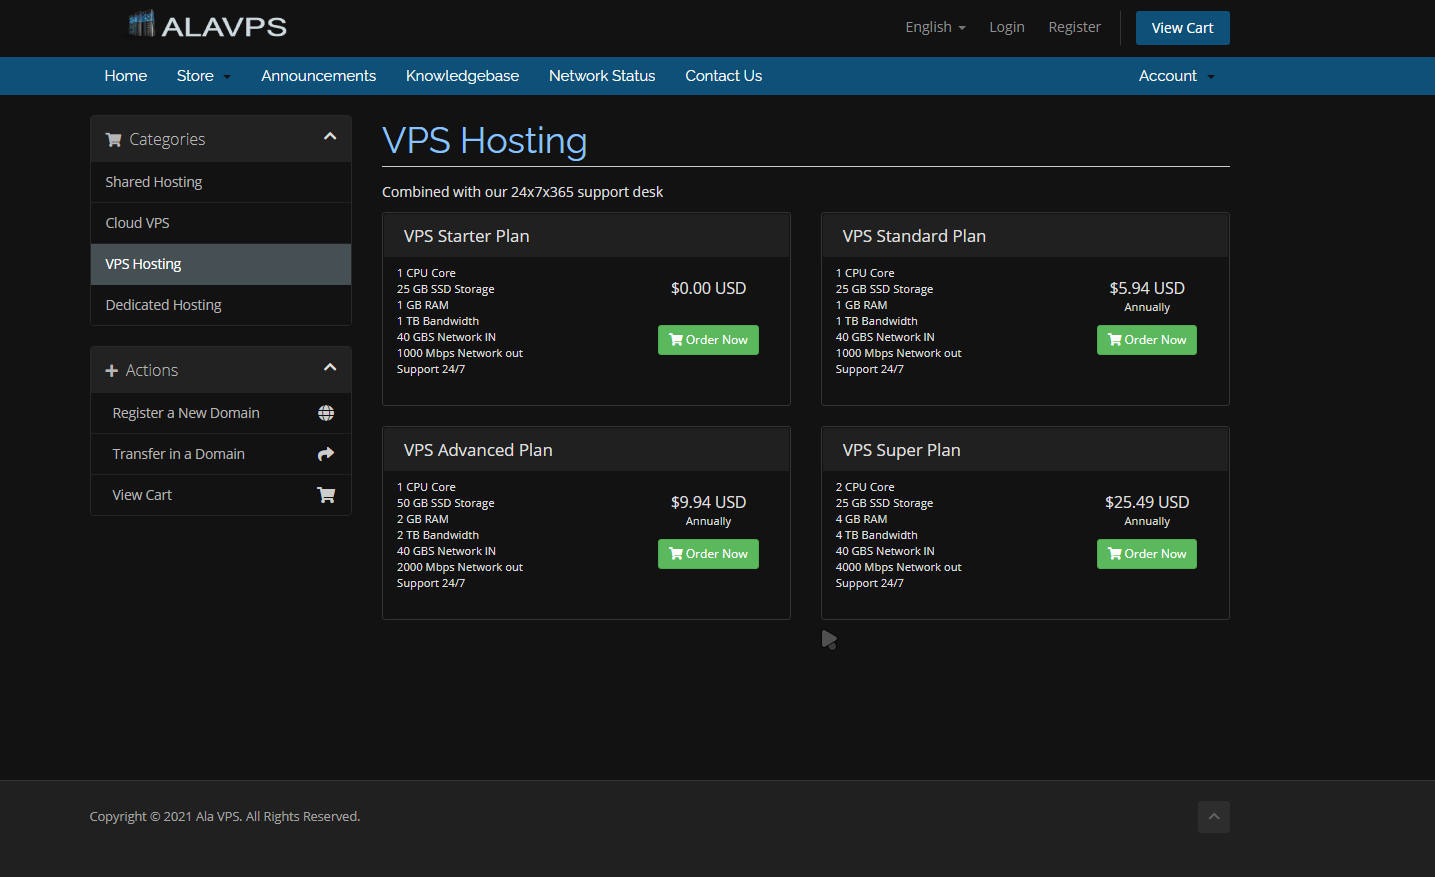 ALAVPS
English
Login
Register
View Cart
Home
Store
Announcements
Knowledgebase
Network Status
Contact Us
Account
Categories
Shared Hosting
Cloud VPS
VPS Hosting
Dedicated Hosting
Actions
Register a New Domain
Transfer in a Domain
View Cart
VPS Hosting
Combined with our 24x7x365 support desk
VPS Starter Plan
1 CPU Core
25 GB SSD Storage
1 GB RAM
1 TB Bandwidth
40 GBS Network IN
1000 Mbps Network out
Support 24/7
$0.00 USD
Order Now
VPS Standard Plan
1 CPU Core
25 GB SSD Storage
1 GB RAM
1 TB Bandwidth
40 GBS Network IN
1000 Mbps Network out
Support 24/7
$5.94 USD
Annually
Order Now
VPS Advanced Plan
1 CPU Core
50 GB SSD Storage
2 GB RAM
2 TB Bandwidth
40 GBS Network IN
2000 Mbps Network out
Support 24/7
$9.94 USD
Annually
Order Now
VPS Super Plan
2 CPU Core
25 GB SSD Storage
4 GB RAM
4 TB Bandwidth
40 GBS Network IN
4000 Mbps Network out
Support 24/7
$25.49 USD
Annually
Order Now
Copyright © 2021 Ala VPS. All Rights Reserved.